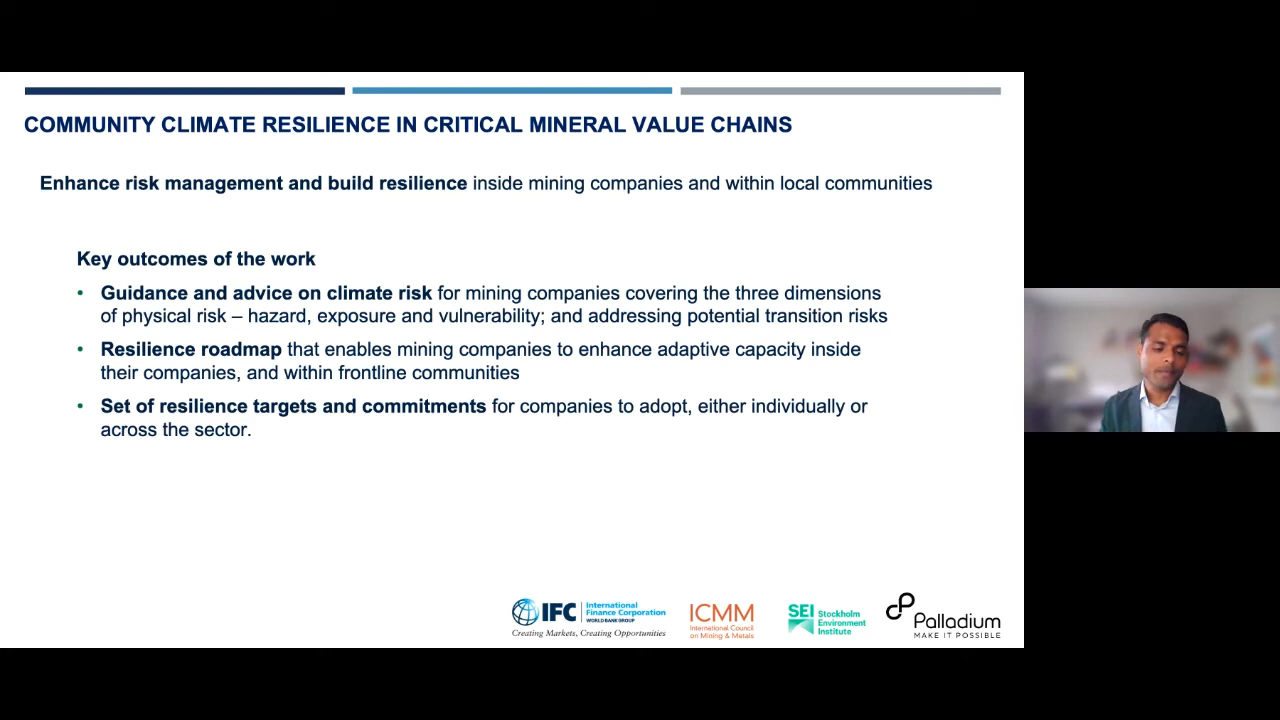 COMMUNITY CLIMATE RESILIENCE IN CRITICAL MINERAL VALUE CHAINS
Enhance risk management and build resilience inside mining companies and within local communities
Key outcomes of the work
• Guidance and advice on climate risk for mining companies covering the three dimensions
of physical risk – hazard, exposure and vulnerability; and addressing potential transition risks
• Resilience roadmap that enables mining companies to enhance adaptive capacity inside
their companies, and within frontline communities
• Set of resilience targets and commitments for companies to adopt, either individually or
across the sector.
IFC
International
Finance Corporation
WORLD BANK GROUP
Creating Markets, Creating Opportunities
ICMM
International Council
on Mining & Metals
SEI
Stockholm
Environment
Institute
Palladium
MAKE IT POSSIBLE